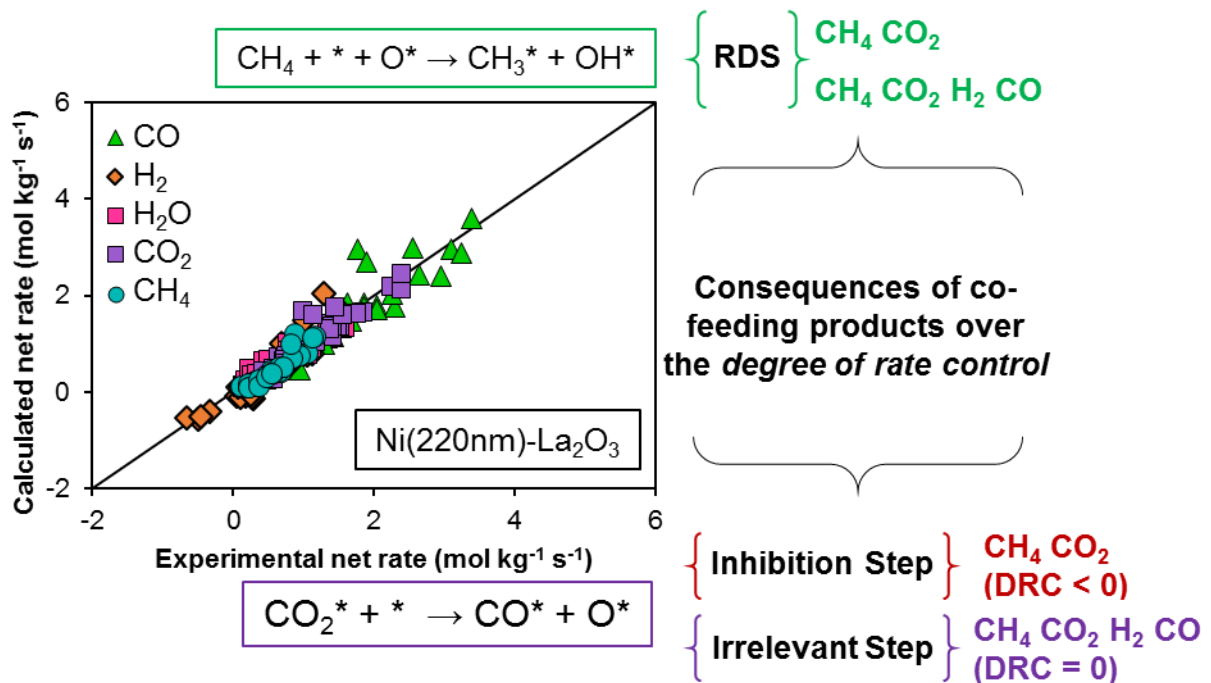 CH₄ + * + O* → CH₃* + OH*
RDS
CH₄ CO₂
CH₄ CO₂ H₂ CO
6
4
2
0
-2
Calculated net rate (mol kg⁻¹ s⁻¹)
CO
H₂
H₂O
CO₂
CH₄
Ni(220nm)-La₂O₃
-2 0 2 4 6
Experimental net rate (mol kg⁻¹ s⁻¹)
Consequences of co-
feeding products over
the degree of rate control
CO₂* + * → CO* + O*
Inhibition Step
CH₄ CO₂
(DRC < 0)
Irrelevant Step
CH₄ CO₂ H₂ CO
(DRC = 0)